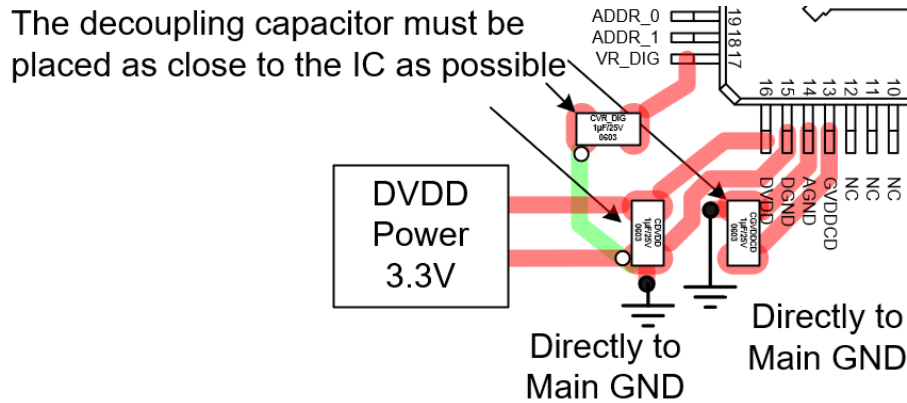 The decoupling capacitor must be
placed as close to the IC as possible
ADDR_0
ADDR_1
VR_DIG
19
18
17
16
15
14
13
12
11
10
DVDD
DGND
AGND
GVDDCD
NC
NC
NC
CVR_DIG
1µF/25V
0603
DVDD
Power
3.3V
CDVDD
1µF/25V
0603
CGVDDCD
1µF/25V
0603
Directly to
Main GND
Directly to
Main GND